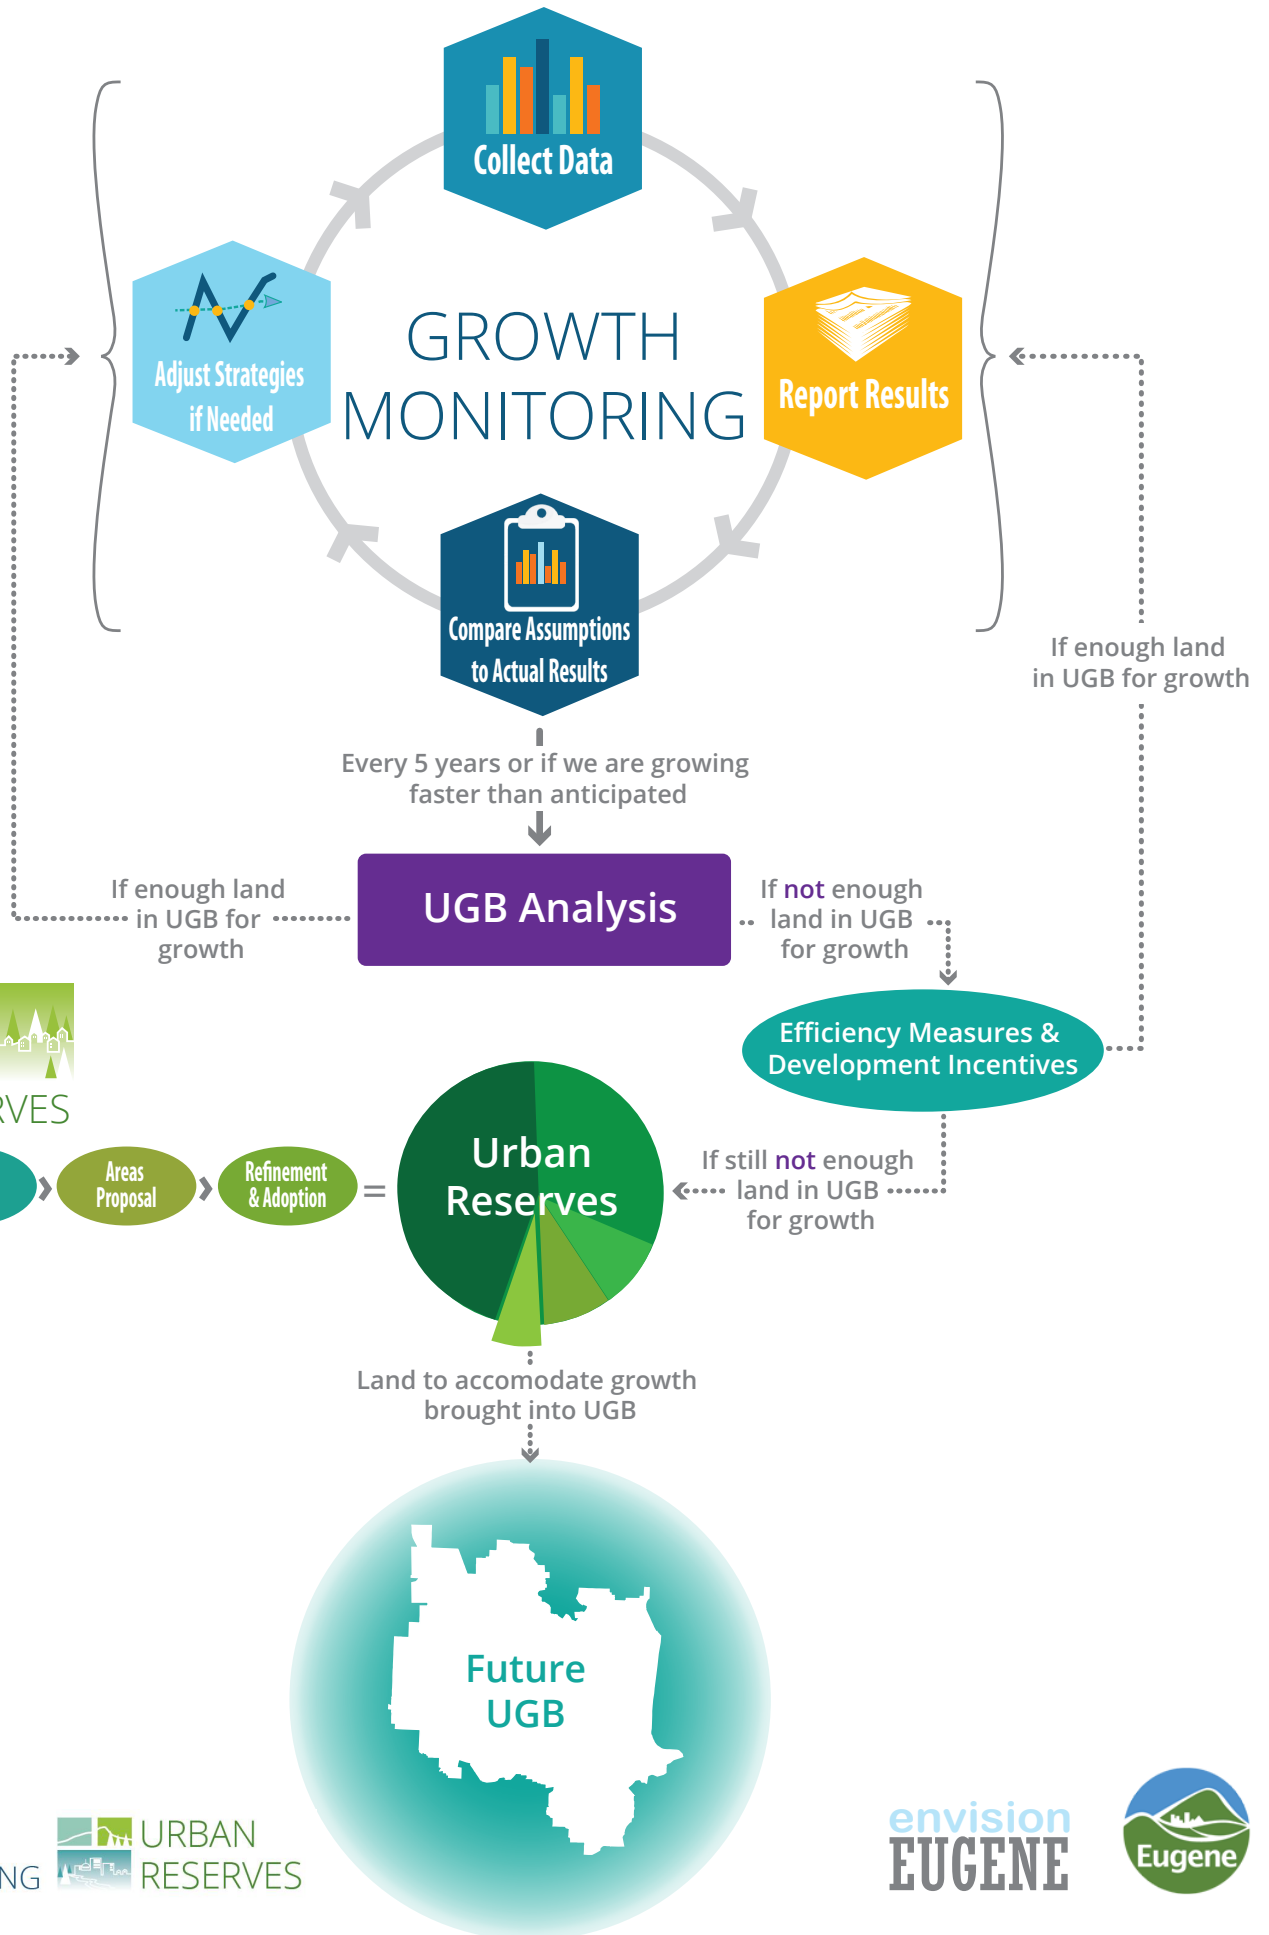 Collect Data
GROWTH
MONITORING
Adjust Strategies
if Needed
Report Results
Compare Assumptions
to Actual Results
If enough land
in UGB for growth
Every 5 years or if we are growing
faster than anticipated
UGB Analysis
If enough land
in UGB for
growth
If not enough
land in UGB
for growth
Efficiency Measures &
Development Incentives
RVES
Areas
Proposal
Refinement
& Adoption
=
Urban
Reserves
If still not enough
land in UGB
for growth
Land to accomodate growth
brought into UGB
Future
UGB
NG
URBAN
RESERVES
envision
EUGENE
Eugene